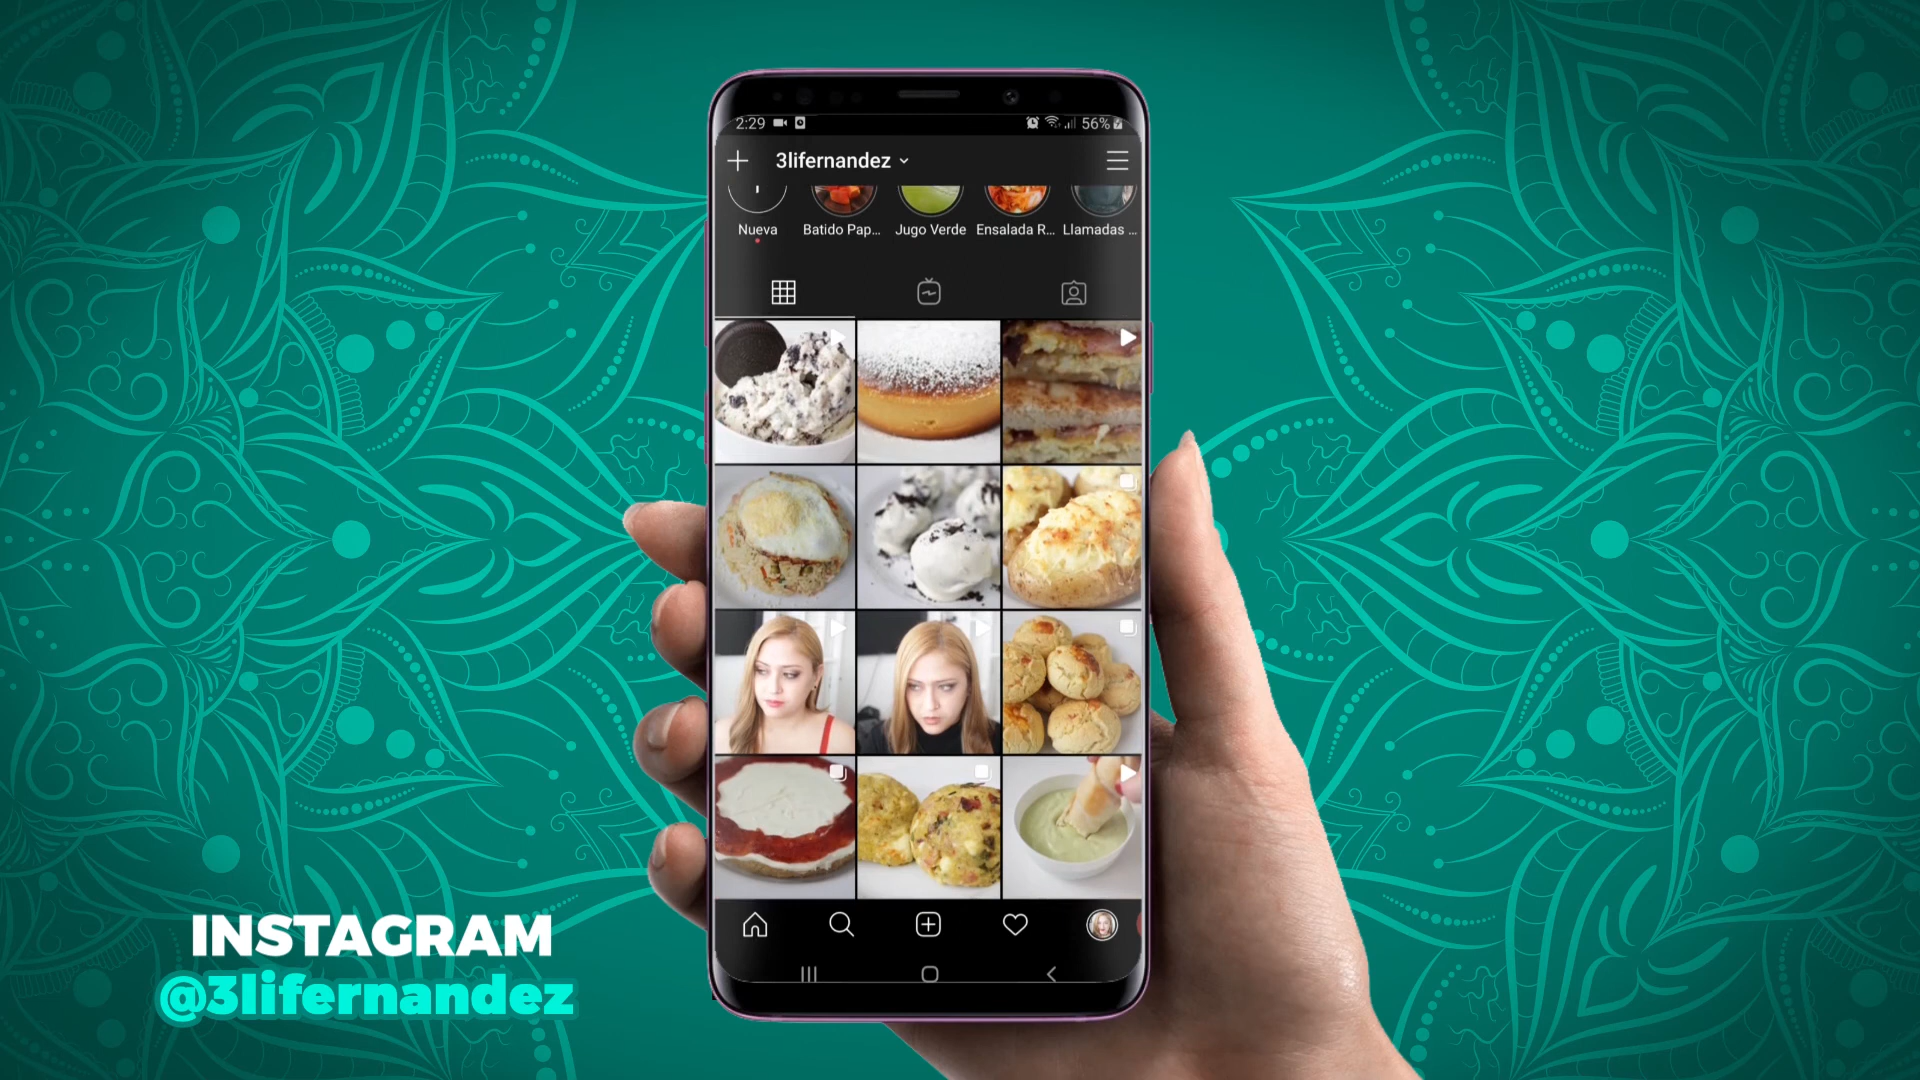 2:29
56%
3lifernandez
Nueva
Batido Pap...
Jugo Verde
Ensalada R...
Llamadas ...
INSTAGRAM
@3lifernandez